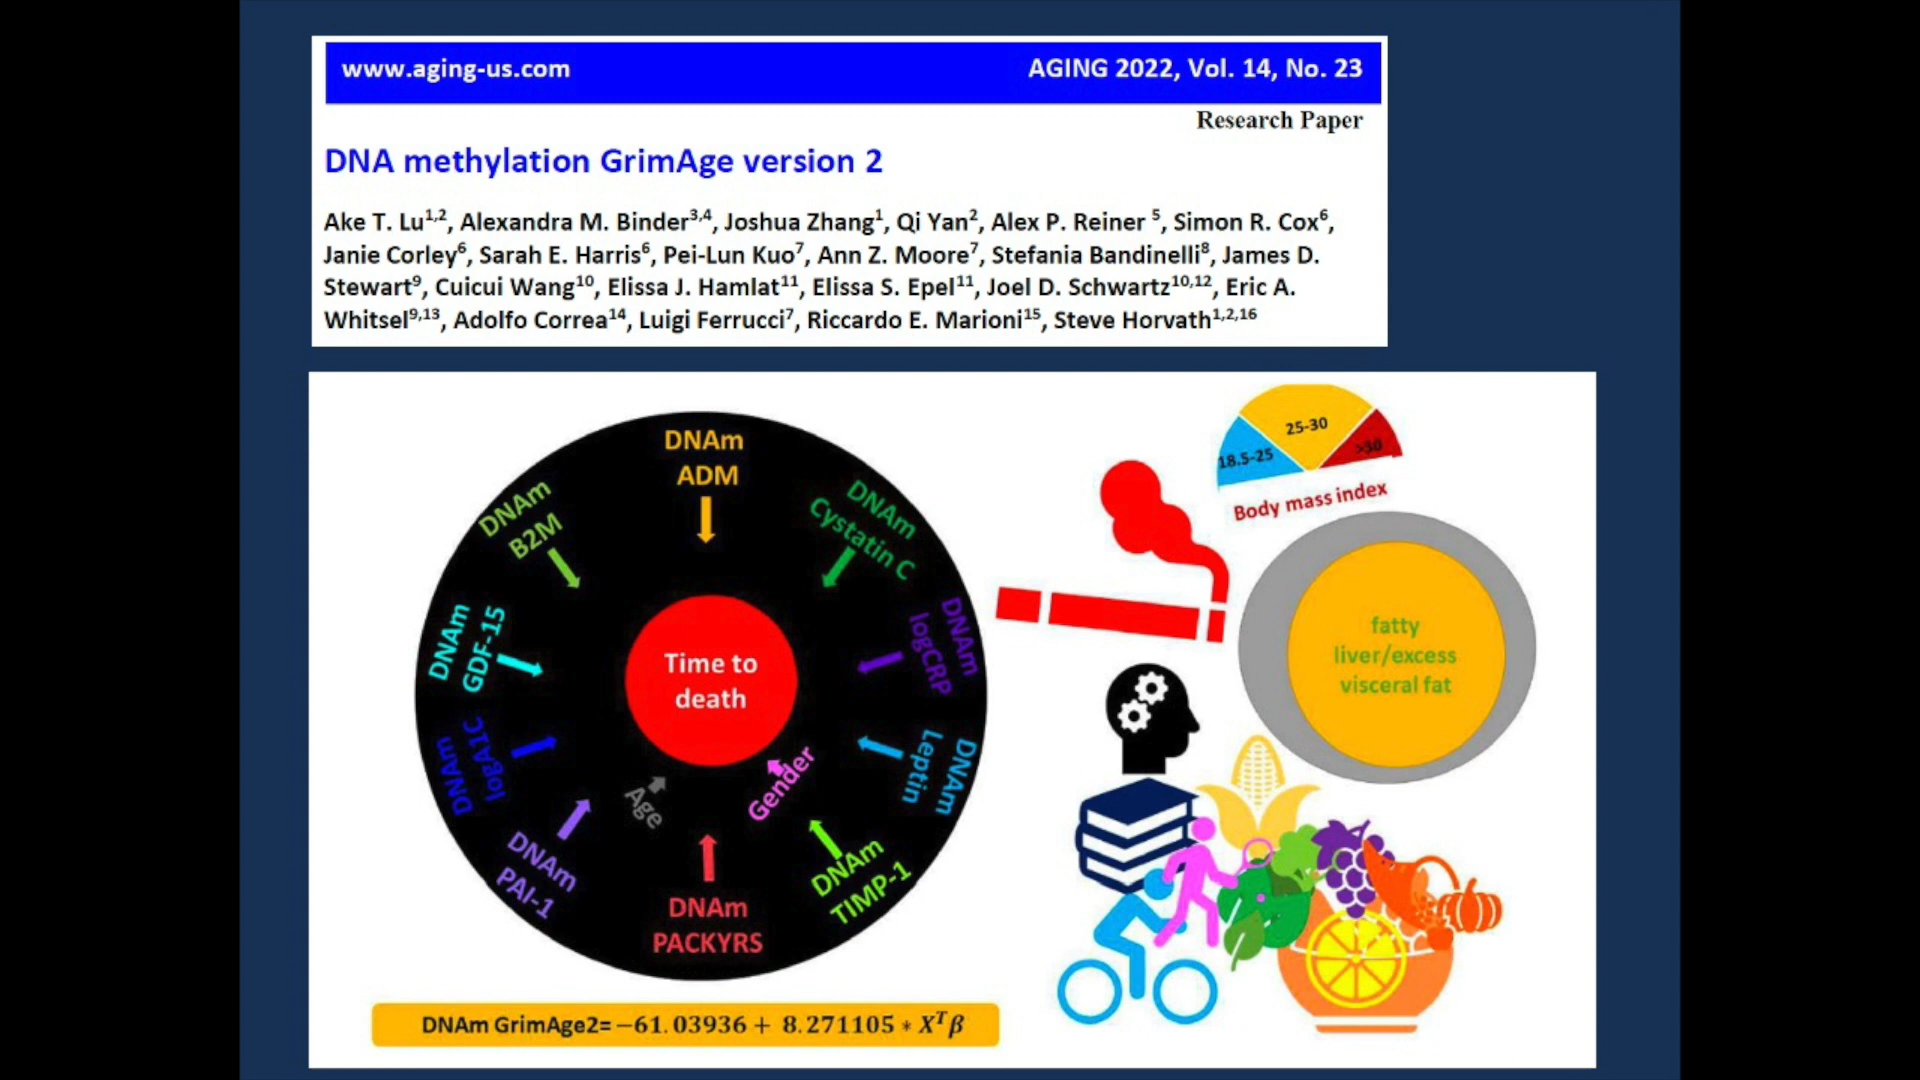 www.aging-us.com AGING 2022, Vol. 14, No. 23
Research Paper
DNA methylation GrimAge version 2
Ake T. Lu1,2, Alexandra M. Binder3,4, Joshua Zhang1, Qi Yan2, Alex P. Reiner 5, Simon R. Cox6,
Janie Corley6, Sarah E. Harris6, Pei-Lun Kuo7, Ann Z. Moore7, Stefania Bandinelli8, James D.
Stewart9, Cuicui Wang10, Elissa J. Hamlat11, Elissa S. Epel11, Joel D. Schwartz10,12, Eric A.
Whitsel9,13, Adolfo Correa14, Luigi Ferrucci7, Riccardo E. Marioni15, Steve Horvath1,2,16
DNAm
ADM
DNAm
Cystatin C
DNAm
logCRP
DNAm
Leptin
DNAm
TIMP-1
DNAm
PACKYRS
DNAm
PAI-1
DNAm
logA1C
DNAm
GDF-15
DNAm
B2M
Time to
death
Age
Gender
DNAm GrimAge2= −61.03936 + 8.271105 ∗ XᵀΒ
18.5-25
25-30
>30
Body mass index
fatty
liver/excess
visceral fat